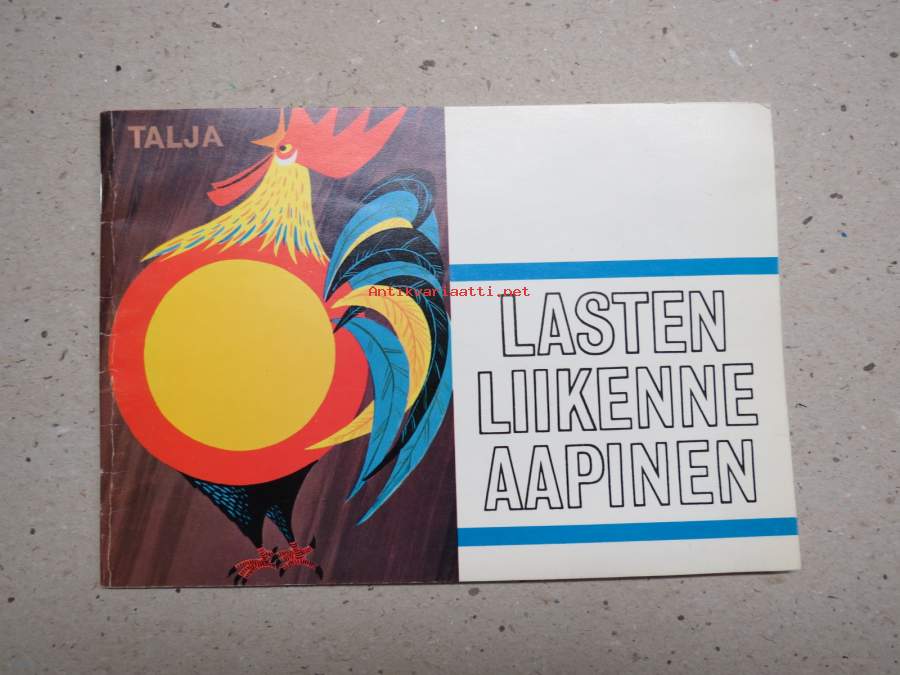 TALJA
Antikvariaatti.net
LASTEN
LIIKENNE
AAPINEN